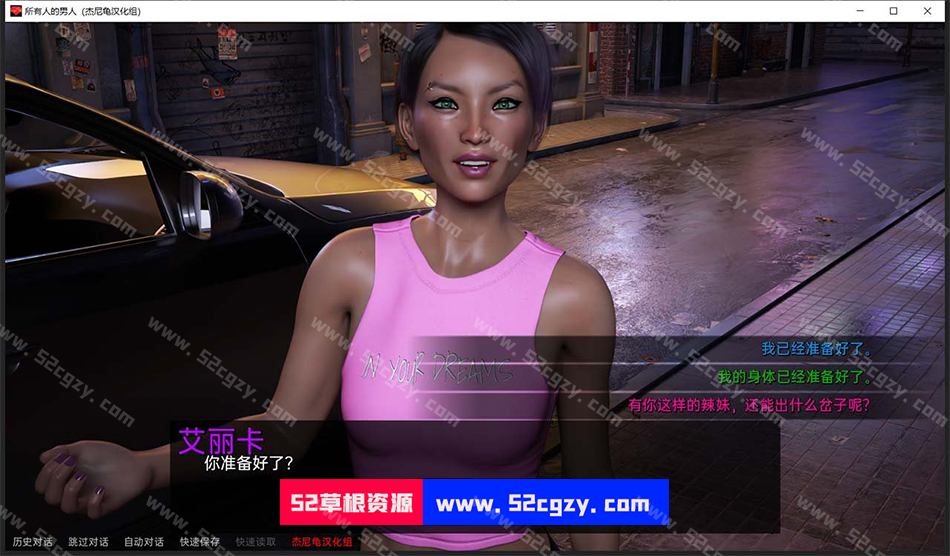 所有人的男人（杰尼龟汉化组）
IN YOUR DREAMS
我已经准备好了。
我的身体已经准备好了。
有你这样的辣妹，还能出什么岔子呢？
艾丽卡
你准备好了？
52草根资源 www.52cgzy.com
历史对话 跳过对话 自动对话 快速保存 快速读取 杰尼龟汉化组
www.52cgzy.com